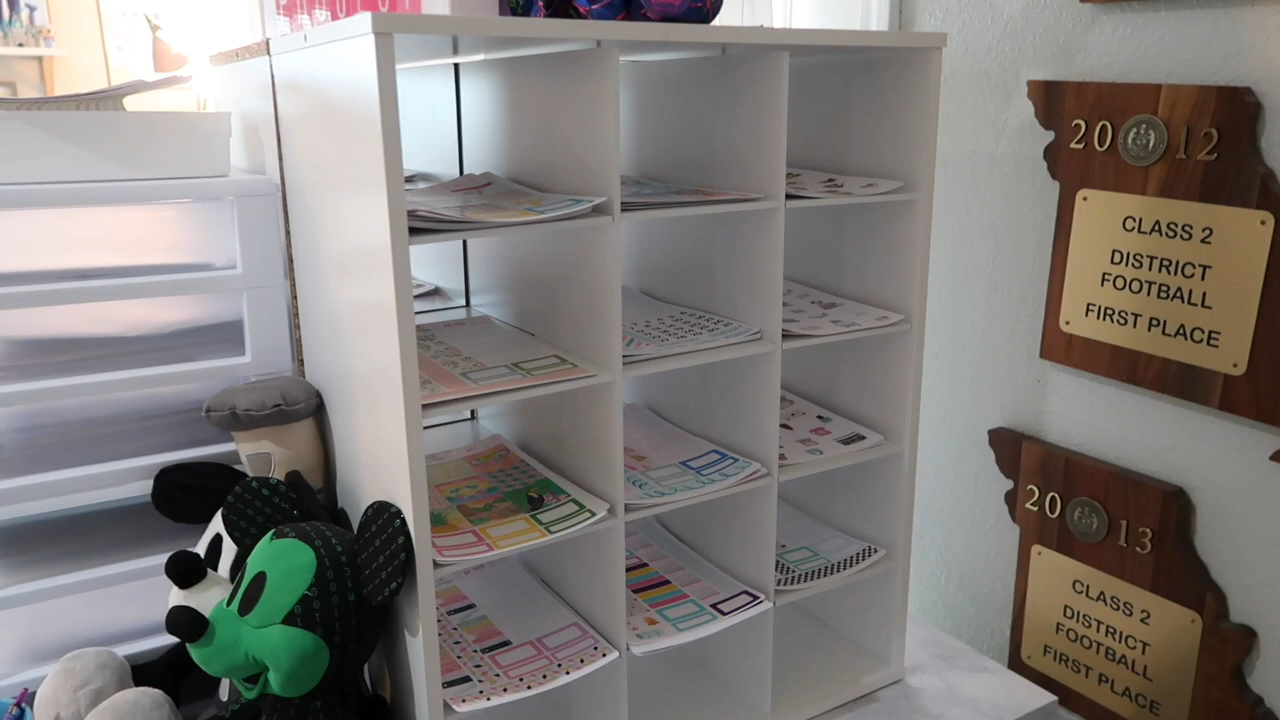 2012
CLASS 2
DISTRICT
FOOTBALL
FIRST PLACE
2013
CLASS 2
DISTRICT
FOOTBALL
FIRST PLACE